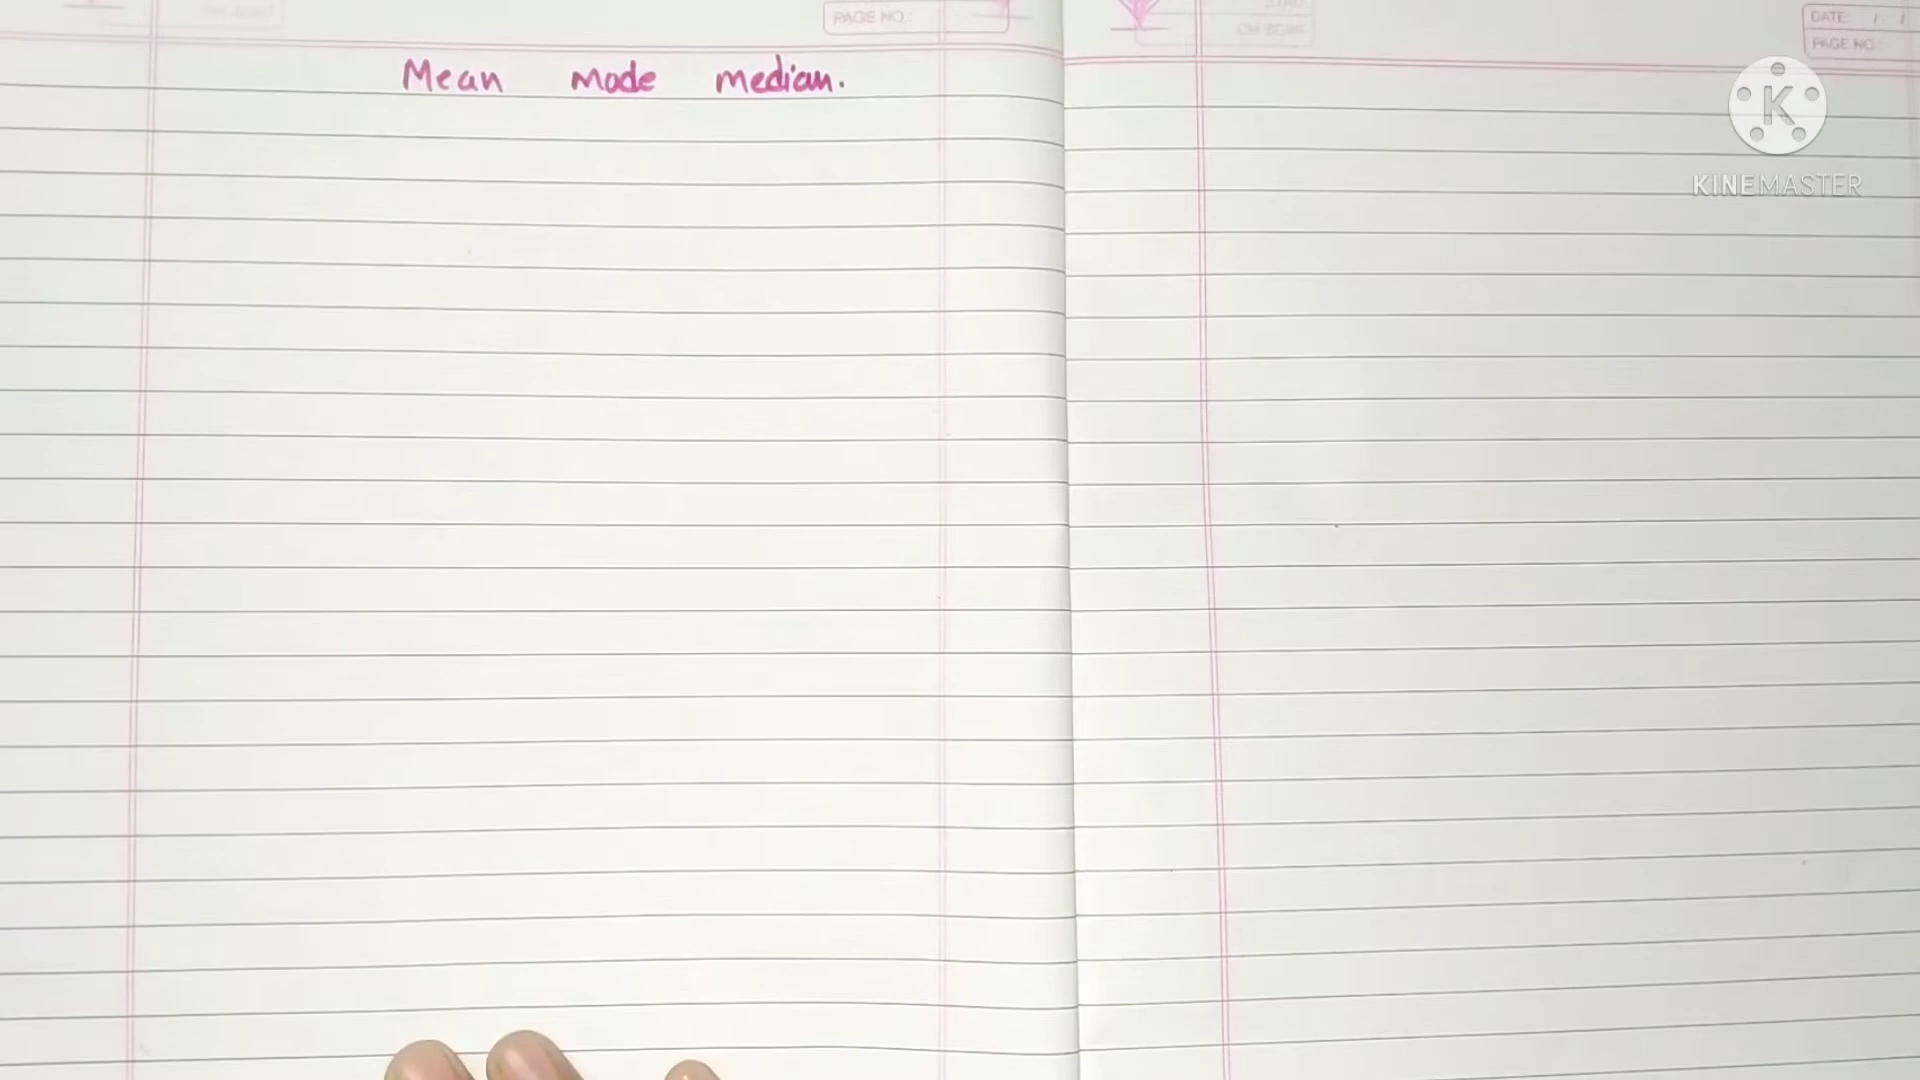 PAGE NO.:
DATE: / /
PAGE NO.:
Mean mode median.
K
KINEMASTER